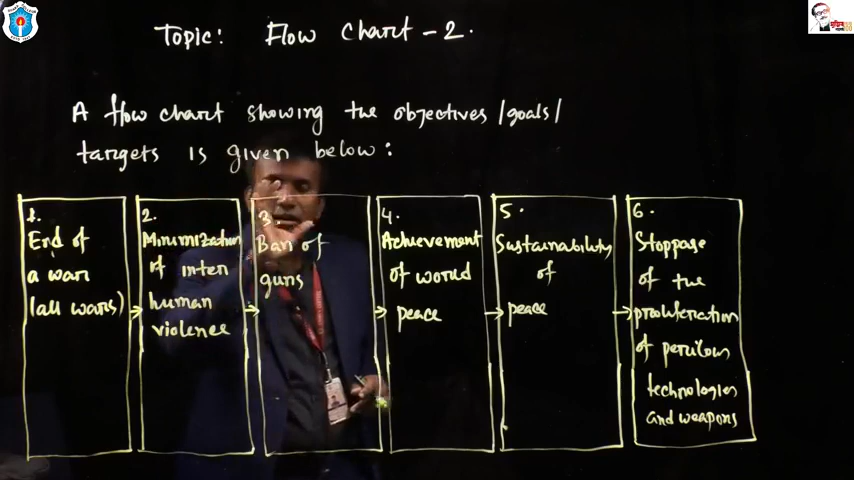 Topic: Flow Chart - 2.
A flow chart showing the objectives/goals/
targets is given below:
1.
End of
a war
(all wars)
2.
Minimization
of inter
human
violence
3.
Ban of
guns
4.
Achievement
of world
peace
5.
Sustainability
of
peace
6.
Stoppage
of the
proliferation
of perilous
technologies
and weapons